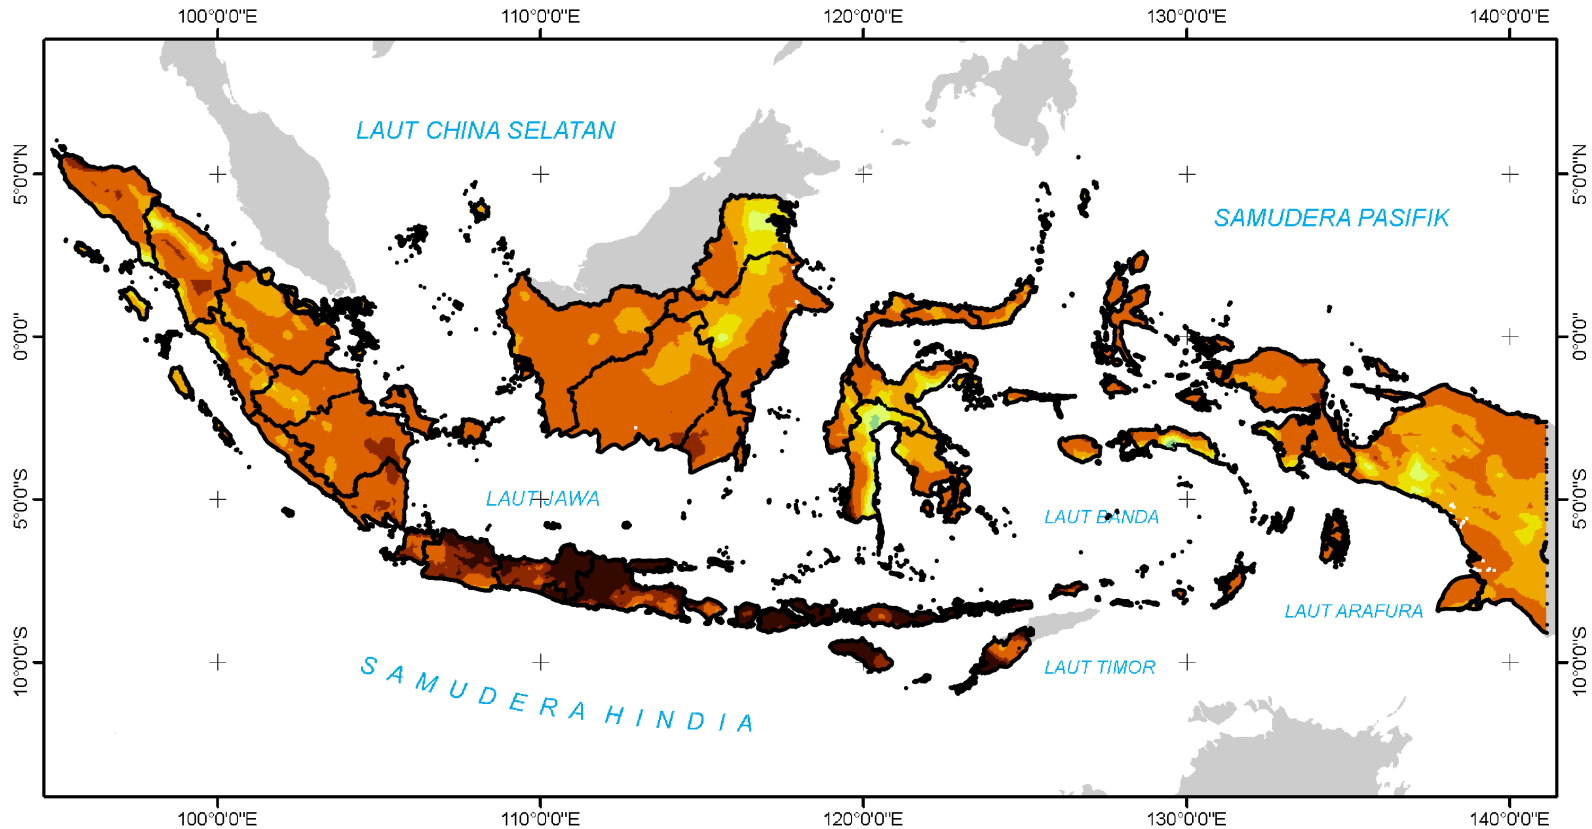 100°0'0"E 110°0'0"E 120°0'0"E 130°0'0"E 140°0'0"E
LAUT CHINA SELATAN
5°0'0"N 5°0'0"N
SAMUDERA PASIFIK
0°0'0" 0°0'0"
LAUT JAWA
5°0'0"S 5°0'0"S
LAUT BANDA
LAUT ARAFURA
10°0'0"S 10°0'0"S
LAUT TIMOR
SAMUDERA HINDIA
100°0'0"E 110°0'0"E 120°0'0"E 130°0'0"E 140°0'0"E